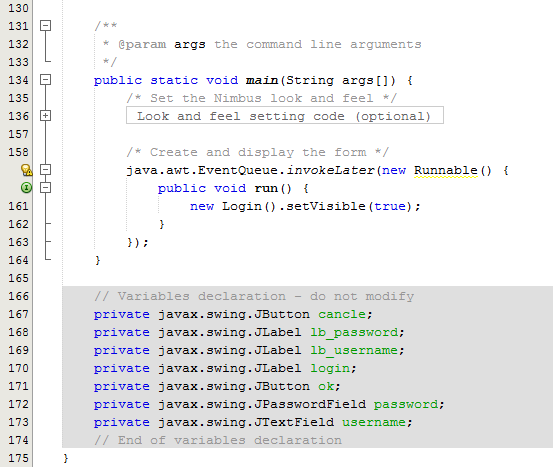 130
131 /**
132 * @param args the command line arguments
133 */
134 public static void main(String args[]) {
135 /* Set the Nimbus look and feel */
136 Look and feel setting code (optional)
157
158 /* Create and display the form */
java.awt.EventQueue.invokeLater(new Runnable() {
public void run() {
161 new Login().setVisible(true);
162 }
163 });
164 }
165
166 // Variables declaration - do not modify
167 private javax.swing.JButton cancle;
168 private javax.swing.JLabel lb_password;
169 private javax.swing.JLabel lb_username;
170 private javax.swing.JLabel login;
171 private javax.swing.JButton ok;
172 private javax.swing.JPasswordField password;
173 private javax.swing.JTextField username;
174 // End of variables declaration
175 }